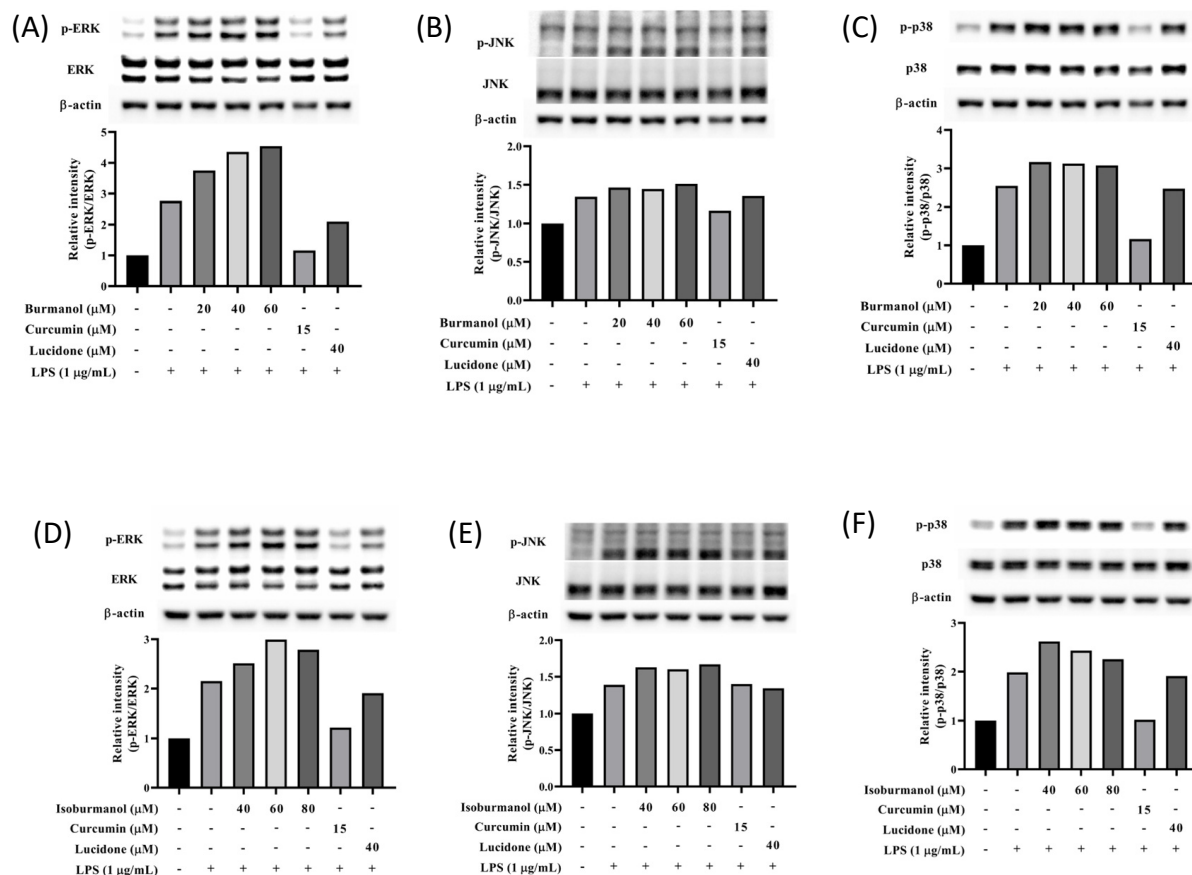 (A)
p-ERK
ERK
β-actin
Relative intensity
(p-ERK/ERK)
5
4
3
2
1
0
Burmanol (μM) - - 20 40 60 - -
Curcumin (μM) - - - - - 15 -
Lucidone (μM) - - - - - - 40
LPS (1 μg/mL) - + + + + + +
(B)
p-JNK
JNK
β-actin
Relative intensity
(p-JNK/JNK)
2.0
1.5
1.0
0.5
0.0
Burmanol (μM) - - 20 40 60 - -
Curcumin (μM) - - - - - 15 -
Lucidone (μM) - - - - - - 40
LPS (1 μg/mL) - + + + + + +
(C)
p-p38
p38
β-actin
Relative intensity
(p-p38/p38)
4
3
2
1
0
Burmanol (μM) - - 20 40 60 - -
Curcumin (μM) - - - - - 15 -
Lucidone (μM) - - - - - - 40
LPS (1 μg/mL) - + + + + + +
(D)
p-ERK
ERK
β-actin
Relative intensity
(p-ERK/ERK)
3
2
1
0
Isoburmanol (μM) - - 40 60 80 - -
Curcumin (μM) - - - - - 15 -
Lucidone (μM) - - - - - - 40
LPS (1 μg/mL) - + + + + + +
(E)
p-JNK
JNK
β-actin
Relative intensity
(p-JNK/JNK)
2.0
1.5
1.0
0.5
0.0
Isoburmanol (μM) - - 40 60 80 - -
Curcumin (μM) - - - - - 15 -
Lucidone (μM) - - - - - - 40
LPS (1 μg/mL) - + + + + + +
(F)
p-p38
p38
β-actin
Relative intensity
(p-p38/p38)
3
2
1
0
Isoburmanol (μM) - - 40 60 80 - -
Curcumin (μM) - - - - - 15 -
Lucidone (μM) - - - - - - 40
LPS (1 μg/mL) - + + + + + +